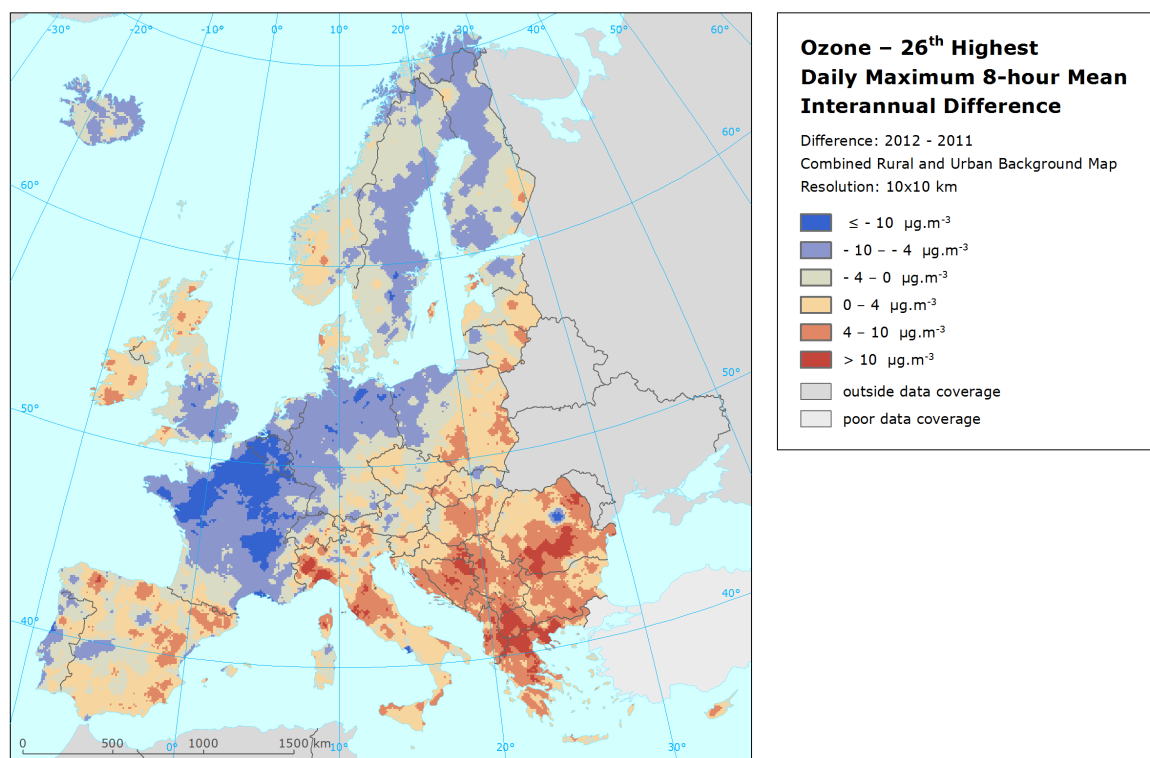 -30° -20° -10° 0° 10° 20° 30° 40° 50° 60°
60°
60°
50°
50°
40°
40°
0 500 1000 1500 km
0° 10° 20° 30°
Ozone – 26th Highest
Daily Maximum 8-hour Mean
Interannual Difference
Difference: 2012 - 2011
Combined Rural and Urban Background Map
Resolution: 10x10 km
≤ - 10 µg.m-3
- 10 – - 4 µg.m-3
- 4 – 0 µg.m-3
0 – 4 µg.m-3
4 – 10 µg.m-3
> 10 µg.m-3
outside data coverage
poor data coverage